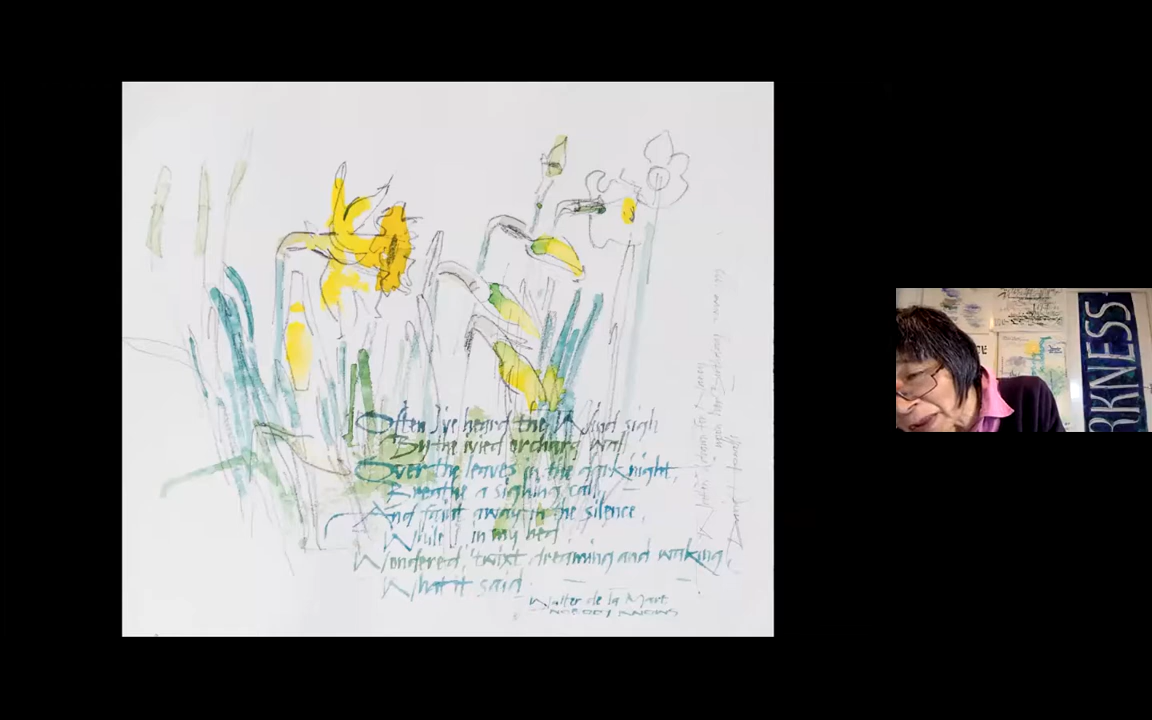 Often I've heard the Wind sigh
By the ivied orchard wall
Over the leaves in the dark night,
Breathe a sighing call,
And faint away in the silence,
While I in my bed
Wondered, 'twixt dreaming and waking,
What it said.
Walter de la Mare
NOBODY KNOWS
RKNESS